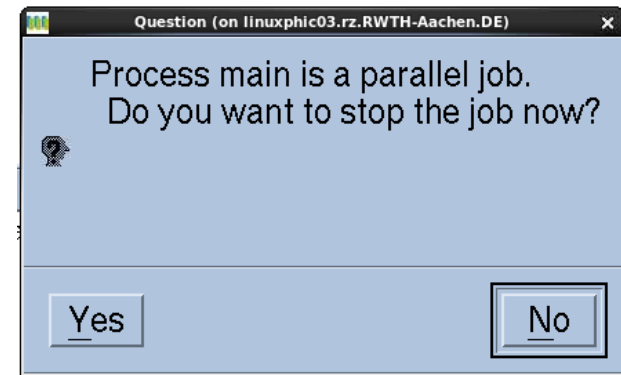 Question (on linuxphic03.rz.RWTH-Aachen.DE)
Process main is a parallel job.
Do you want to stop the job now?
Yes
No